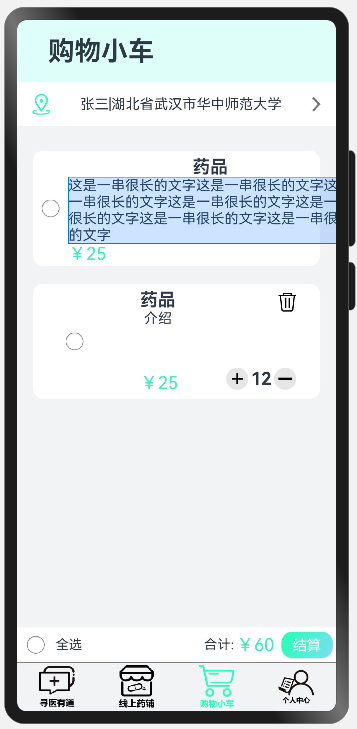 购物小车
张三|湖北省武汉市华中师范大学
药品
这是一串很长的文字这是一串很长的文字这
一串很长的文字这是一串很长的文字这是一
很长的文字这是一串很长的文字这是一串很
的文字
￥25
药品
介绍
￥25
12
全选
合计:￥60
结算
寻医有道
线上药铺
购物小车
个人中心